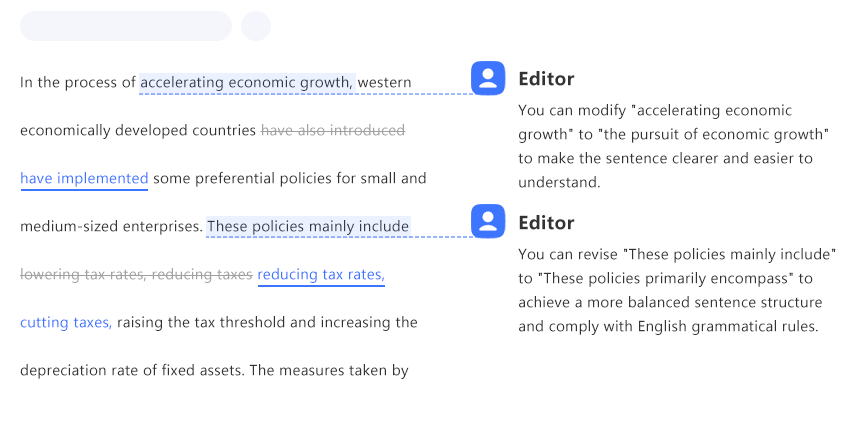 In the process of accelerating economic growth, western
economically developed countries have also introduced
have implemented some preferential policies for small and
medium-sized enterprises. These policies mainly include
lowering tax rates, reducing taxes reducing tax rates,
cutting taxes, raising the tax threshold and increasing the
depreciation rate of fixed assets. The measures taken by
Editor
You can modify "accelerating economic
growth" to "the pursuit of economic growth"
to make the sentence clearer and easier to
understand.
Editor
You can revise "These policies mainly include"
to "These policies primarily encompass" to
achieve a more balanced sentence structure
and comply with English grammatical rules.